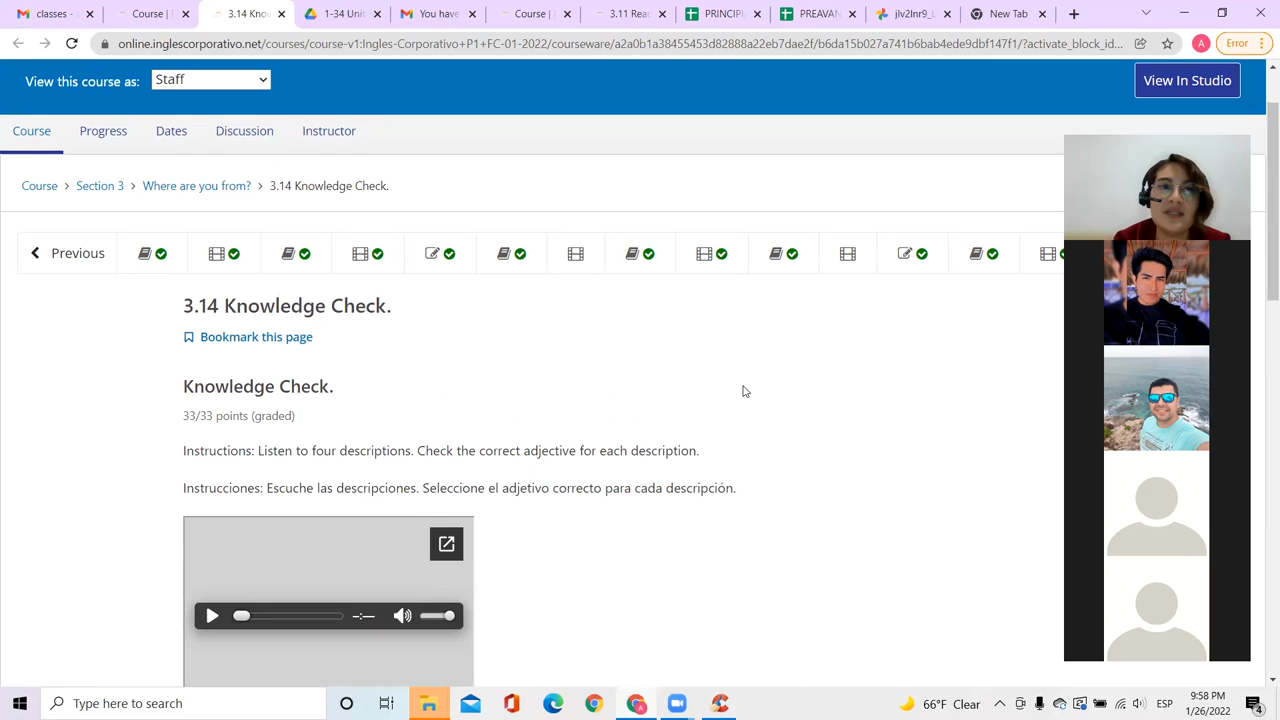 classes -
Course |
3.14 Know
1-34 Unit
You have
Course |
3.11 Rea
PRINCIPI
PREAVAN
jlv2lnr9_
New Tab
online.inglescorporativo.net/courses/course-v1:Ingles-Corporativo+P1+EC-01-2022/courseware/a2a0b1a38455453d82888a22eb7dae2f/b6da15b027a741b6bab4ede9dbf147f1/?activate_block_id...
A
Error
View this course as:
Staff
View In Studio
Course
Progress
Dates
Discussion
Instructor
Course > Section 3 > Where are you from? > 3.14 Knowledge Check.
Previous
3.14 Knowledge Check.
Bookmark this page
Knowledge Check.
33/33 points (graded)
Instructions: Listen to four descriptions. Check the correct adjective for each description.
Instrucciones: Escuche las descripciones. Seleccione el adjetivo correcto para cada descripción.
-:--
Type here to search
66°F Clear
ESP
9:58 PM
1/26/2022
4